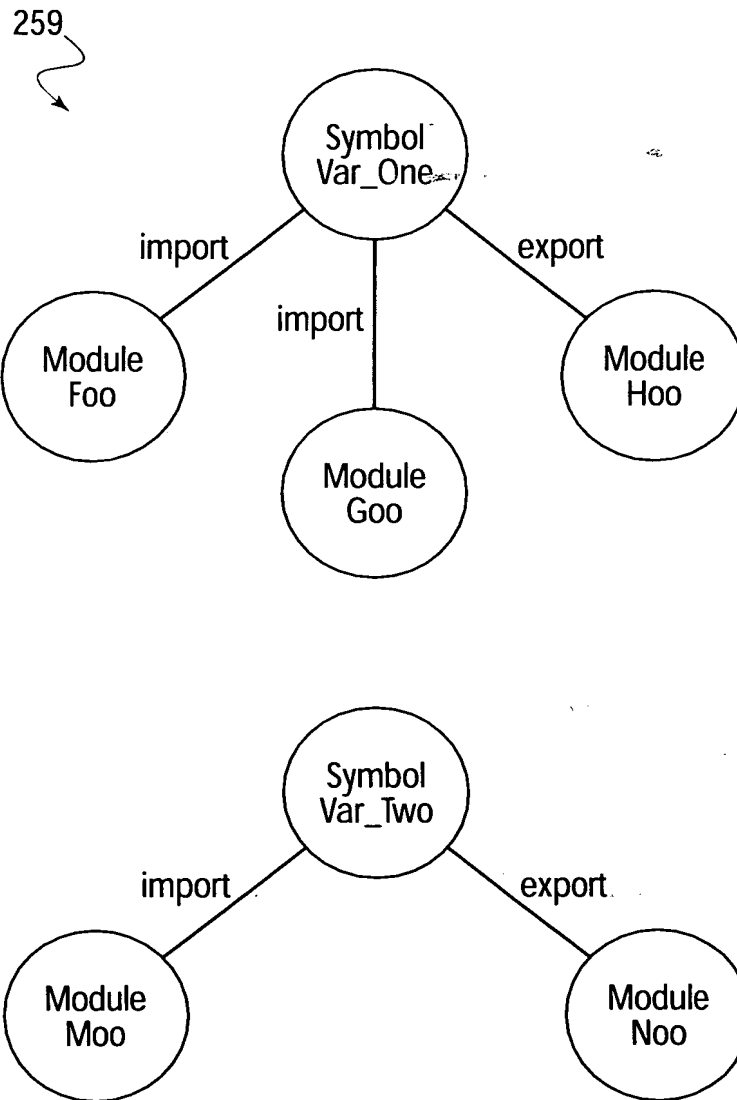 259
Symbol
Var_One
import
export
import
Module
Foo
Module
Hoo
Module
Goo
Symbol
Var_Two
import
export
Module
Moo
Module
Noo